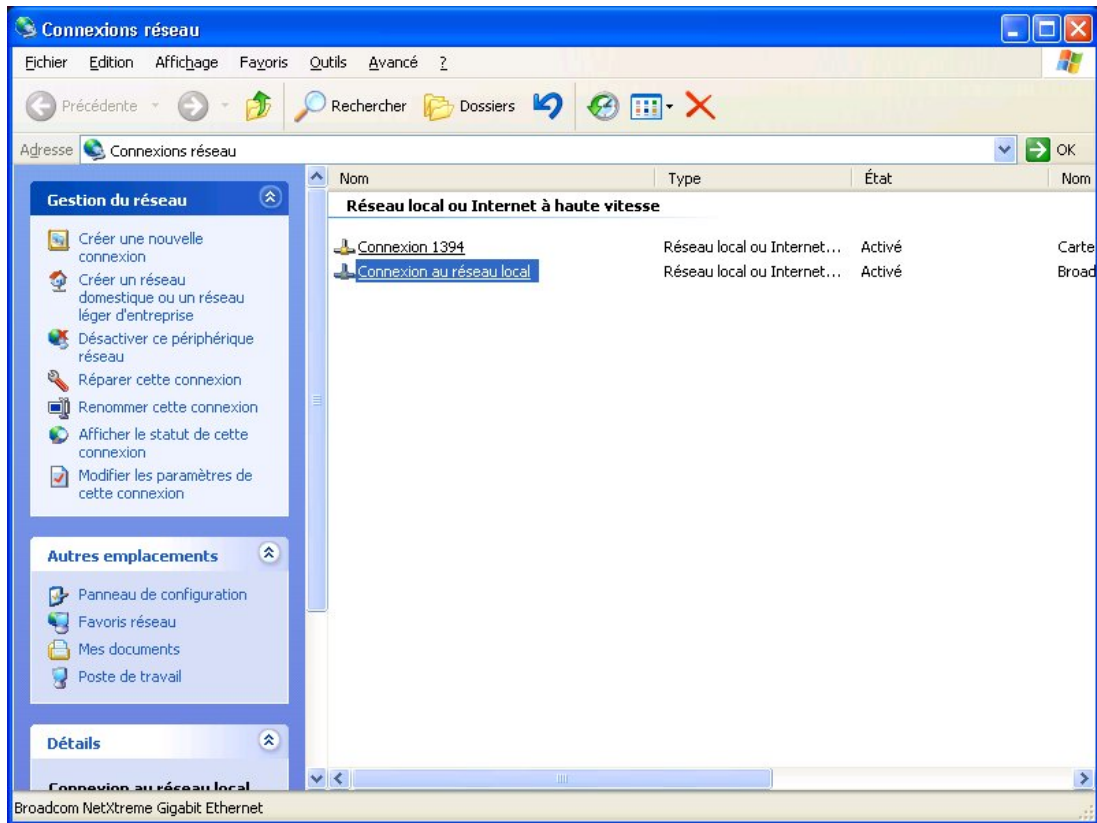 Connexions réseau
Fichier Edition Affichage Favoris Outils Avancé ?
Précédente Rechercher Dossiers
Adresse Connexions réseau OK
Nom Type État Nom
Gestion du réseau
Créer une nouvelle
connexion
Créer un réseau
domestique ou un réseau
léger d'entreprise
Désactiver ce périphérique
réseau
Réparer cette connexion
Renommer cette connexion
Afficher le statut de cette
connexion
Modifier les paramètres de
cette connexion
Autres emplacements
Panneau de configuration
Favoris réseau
Mes documents
Poste de travail
Détails
Connexion au réseau local
Réseau local ou Internet à haute vitesse
Connexion 1394 Réseau local ou Internet... Activé Carte
Connexion au réseau local Réseau local ou Internet... Activé Broad
Broadcom NetXtreme Gigabit Ethernet